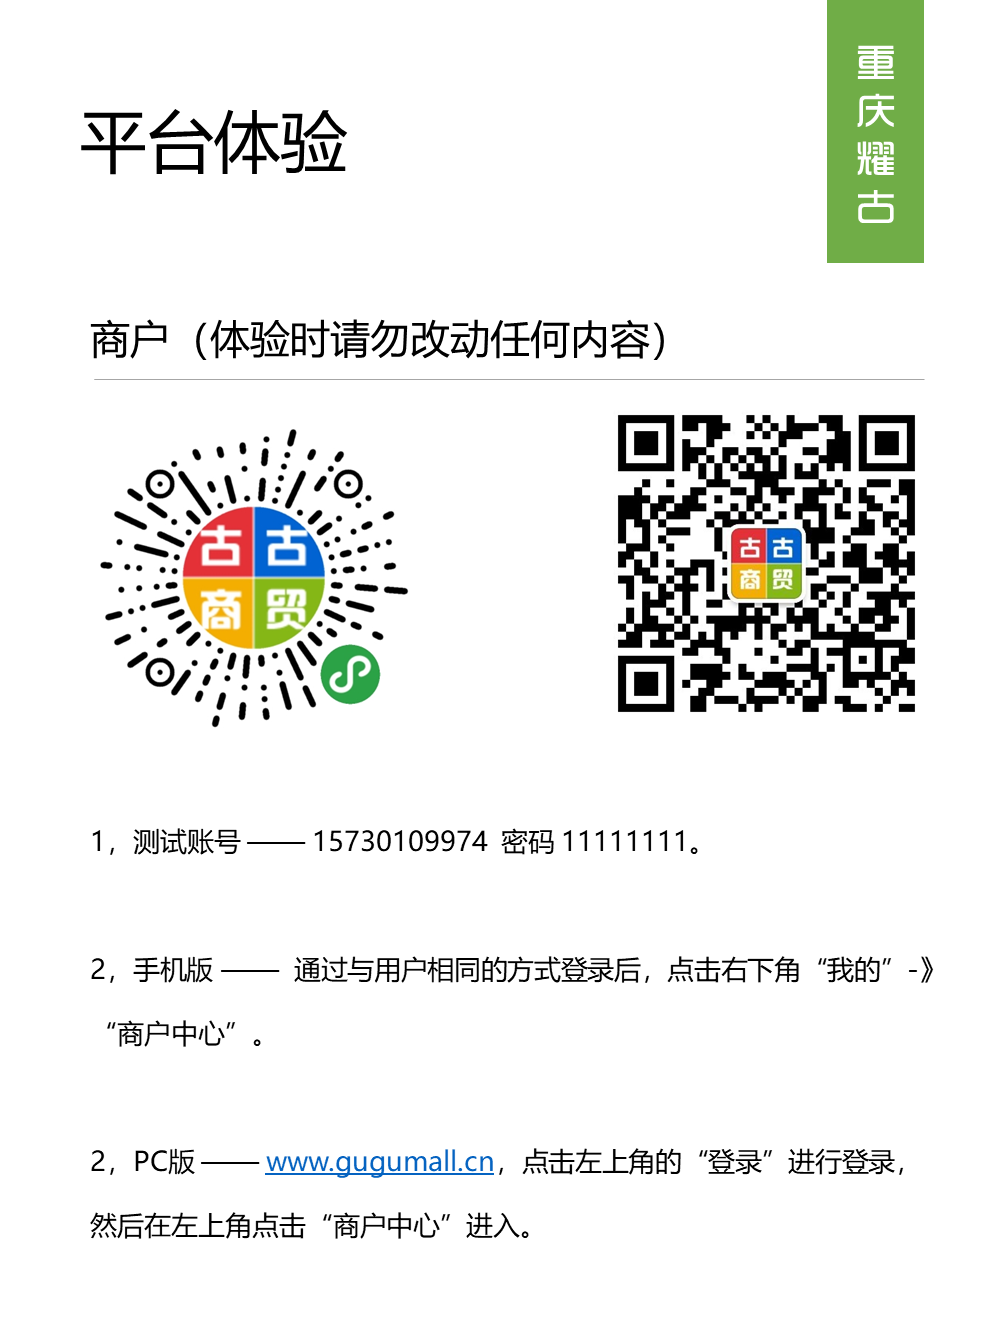 重庆耀古
平台体验
商户（体验时请勿改动任何内容）
古古
商贸
古古
商贸
1，测试账号 —— 15730109974 密码 11111111。
2，手机版 —— 通过与用户相同的方式登录后，点击右下角“我的”-》
“商户中心”。
2，PC版 —— www.gugumall.cn，点击左上角的“登录”进行登录，
然后在左上角点击“商户中心”进入。